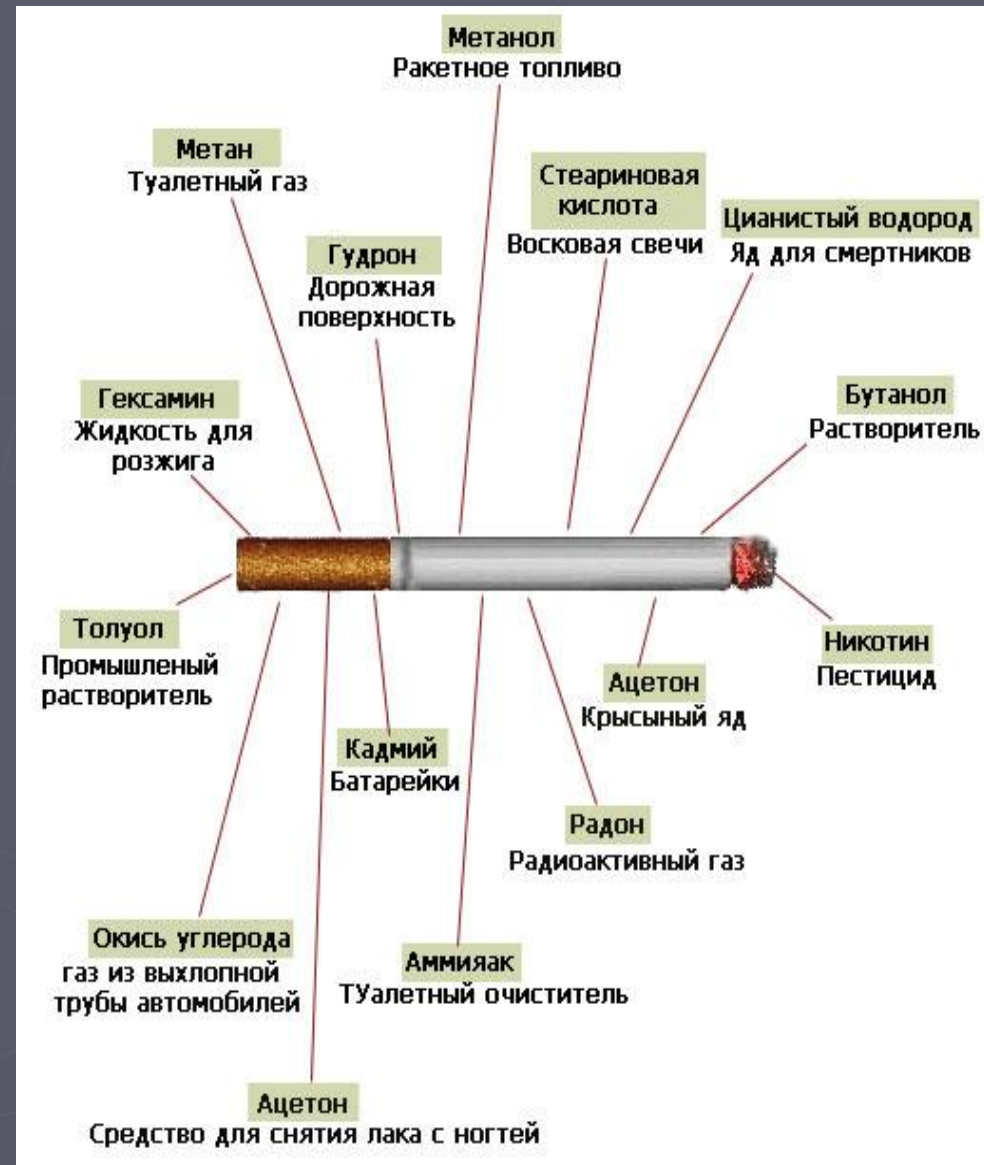 Метанол
Ракетное топливо
Метан
Туалетный газ
Стеариновая
кислота
Восковая свечи
Цианистый водород
Яд для смертников
Гудрон
Дорожная
поверхность
Гексамин
Жидкость для
розжига
Бутанол
Растворитель
Толуол
Промышленый
растворитель
Никотин
Пестицид
Ацетон
Крысыный яд
Кадмий
Батарейки
Радон
Радиоактивный газ
Окись углерода
газ из выхлопной
трубы автомобилей
Аммияак
ТУалетный очиститель
Ацетон
Средство для снятия лака с ногтей